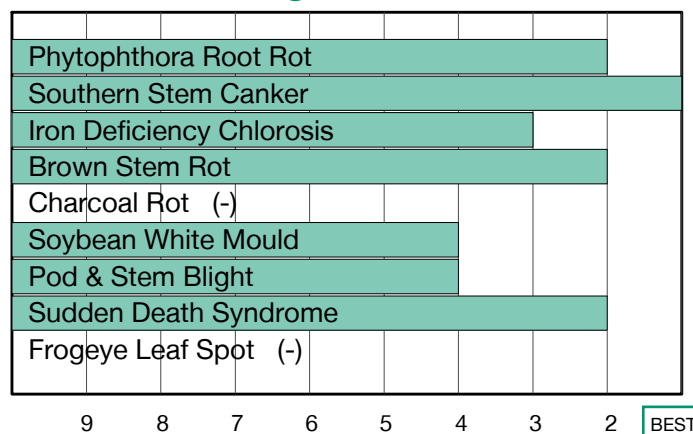 Phytophthora Root Rot
Southern Stem Canker
Iron Deficiency Chlorosis
Brown Stem Rot
Charcoal Rot (-)
Soybean White Mould
Pod & Stem Blight
Sudden Death Syndrome
Frogeye Leaf Spot (-)
9 8 7 6 5 4 3 2 BEST